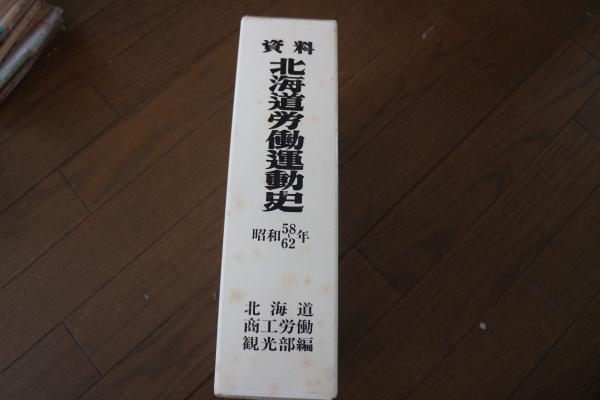 資料
北海道労働運動史
昭和58~62年
北海道
商工労働
観光部編